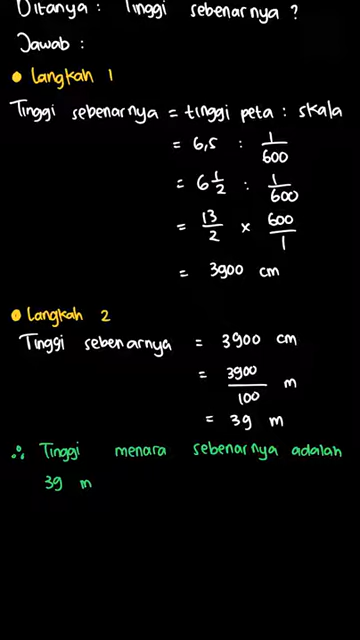 Ditanya : Tinggi sebenarnya ?
Jawab :
• Langkah 1
Tinggi sebenarnya = tinggi peta : skala
= 6,5 : 1/600
= 6 1/2 : 1/600
= 13/2 × 600/1
= 3900 cm
• Langkah 2
Tinggi sebenarnya = 3900 cm
= 3900/100 m
= 39 m
∴ Tinggi menara sebenarnya adalah
39 m